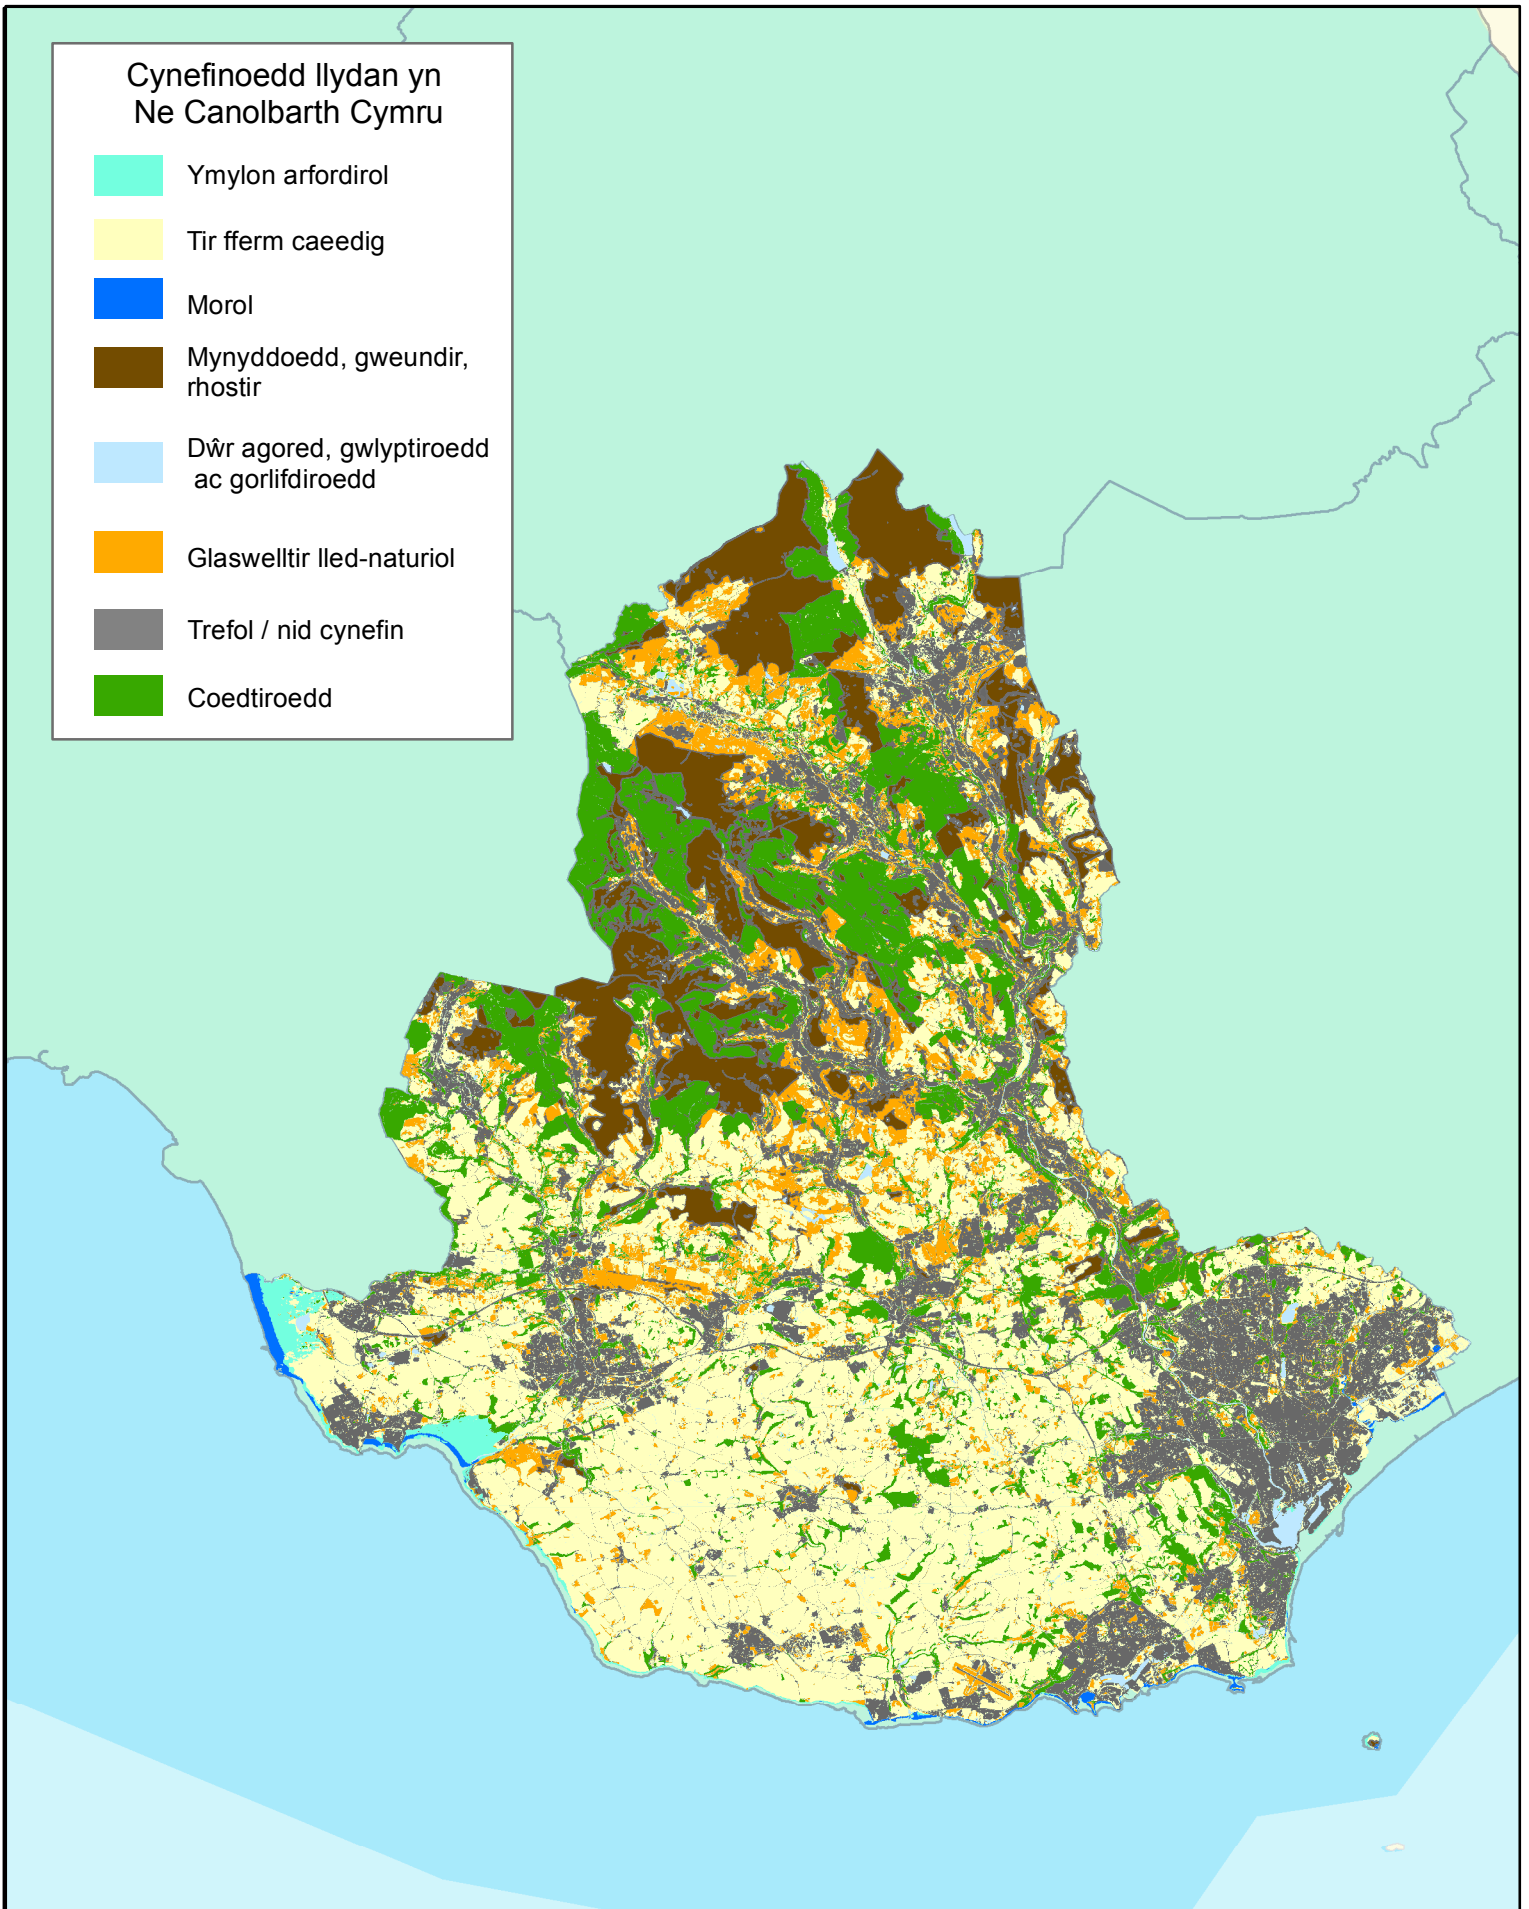 Cynefinoedd llydan yn
Ne Canolbarth Cymru
Ymylon arfordirol
Tir fferm caeedig
Morol
Mynyddoedd, gweundir,
rhostir
Dŵr agored, gwlyptiroedd
ac gorlifdiroedd
Glaswelltir lled-naturiol
Trefol / nid cynefin
Coedtiroedd